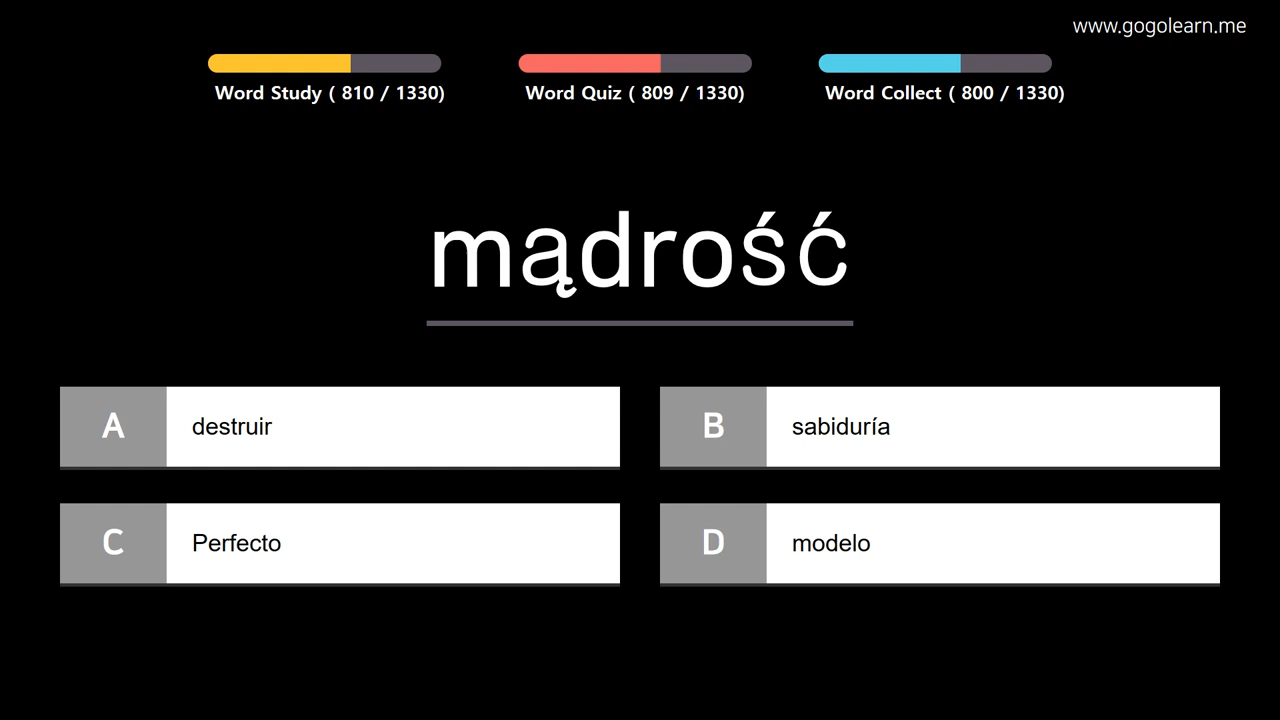 www.gogolearn.me
Word Study ( 810 / 1330)
Word Quiz ( 809 / 1330)
Word Collect ( 800 / 1330)
mądrość
A destruir
B sabiduría
C Perfecto
D modelo